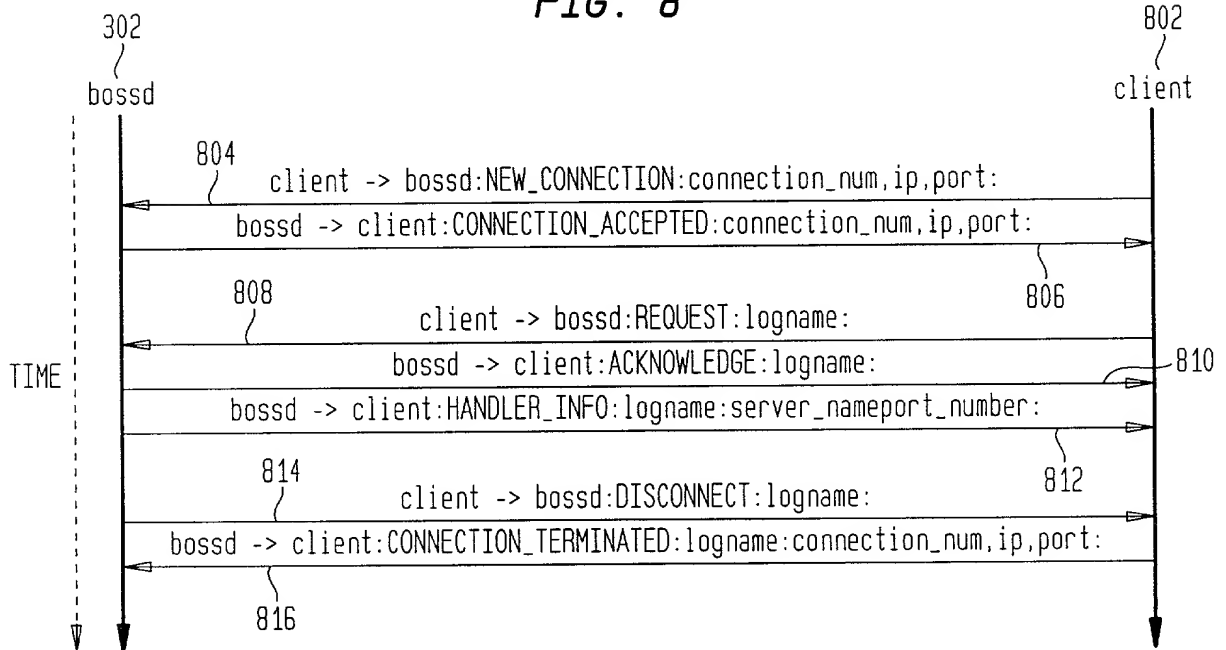 FIG. 8
302
802
bossd
client
804
client -> bossd:NEW_CONNECTION:connection_num,ip,port:
bossd -> client:CONNECTION_ACCEPTED:connection_num,ip,port:
806
808
client -> bossd:REQUEST:logname:
bossd -> client:ACKNOWLEDGE:logname:
810
TIME
bossd -> client:HANDLER_INFO:logname:server_nameport_number:
812
814
client -> bossd:DISCONNECT:logname:
bossd -> client:CONNECTION_TERMINATED:logname:connection_num,ip,port:
816